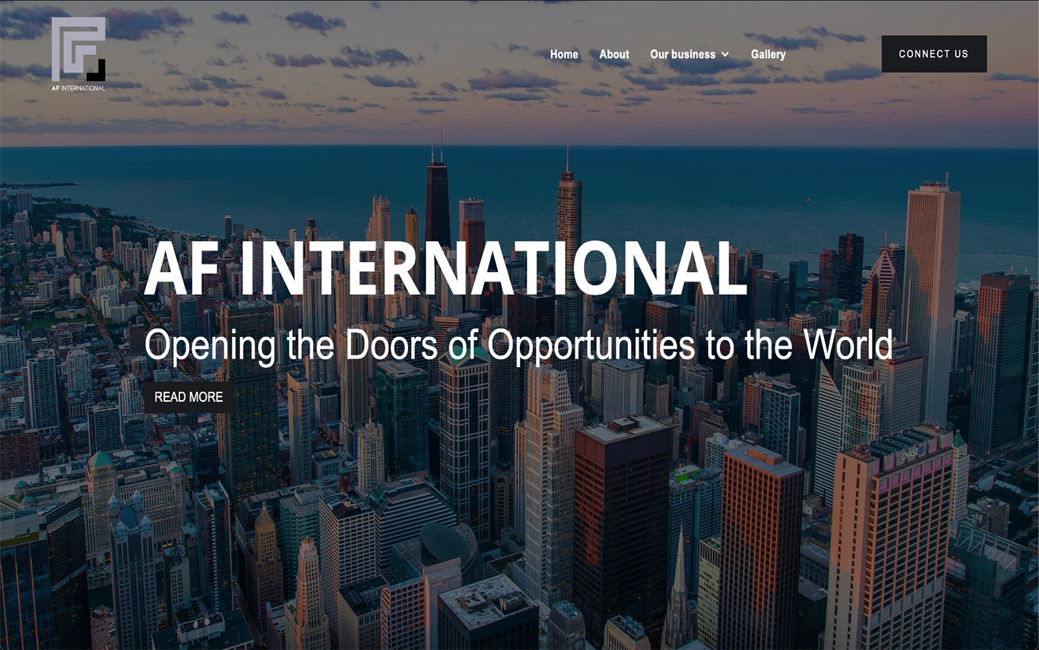 AF INTERNATIONAL
Home About Our business Gallery
CONNECT US
AF INTERNATIONAL
Opening the Doors of Opportunities to the World
READ MORE
CHASE